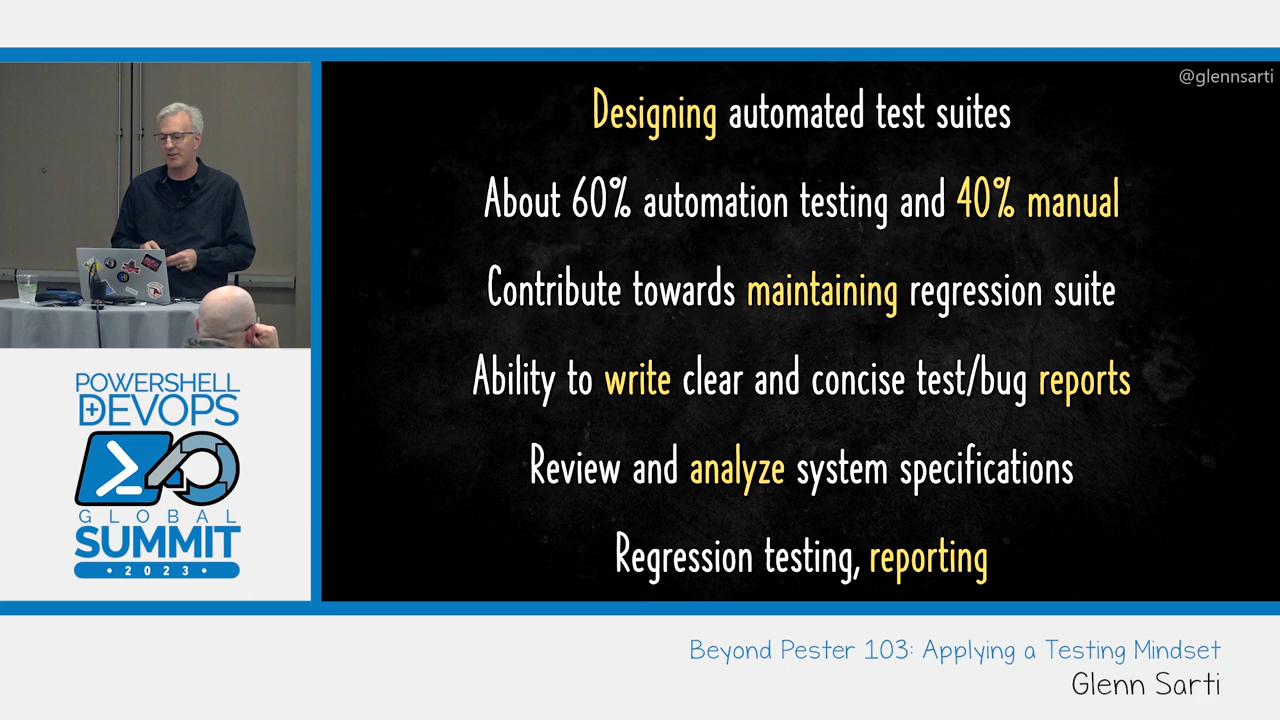 @glennsarti
Designing automated test suites
About 60% automation testing and 40% manual
Contribute towards maintaining regression suite
Ability to write clear and concise test/bug reports
Review and analyze system specifications
Regression testing, reporting
POWERSHELL
+DEVOPS
GLOBAL
SUMMIT
• 2023 •
Beyond Pester 103: Applying a Testing Mindset
Glenn Sarti